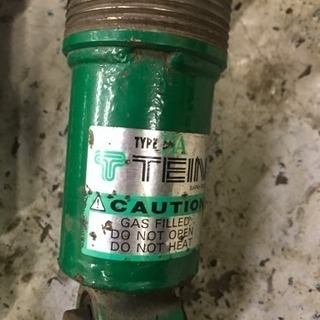 TYPE
TEIN
CAUTION
GAS FILLED
DO NOT OPEN
DO NOT HEAT